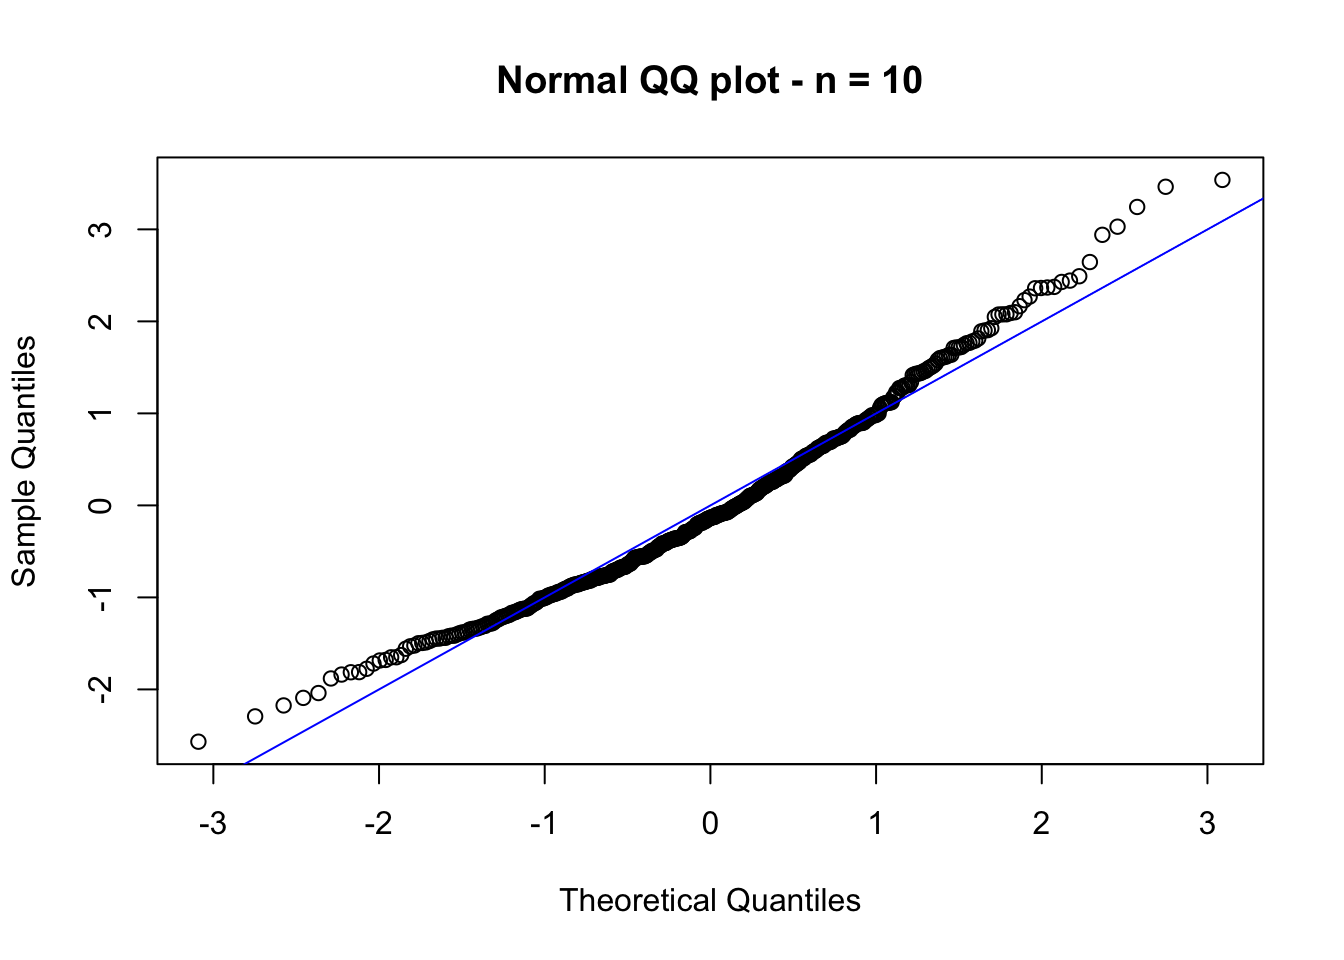 Normal QQ plot - n = 10
Sample Quantiles
3
2
1
0
-1
-2
-3 -2 -1 0 1 2 3
Theoretical Quantiles